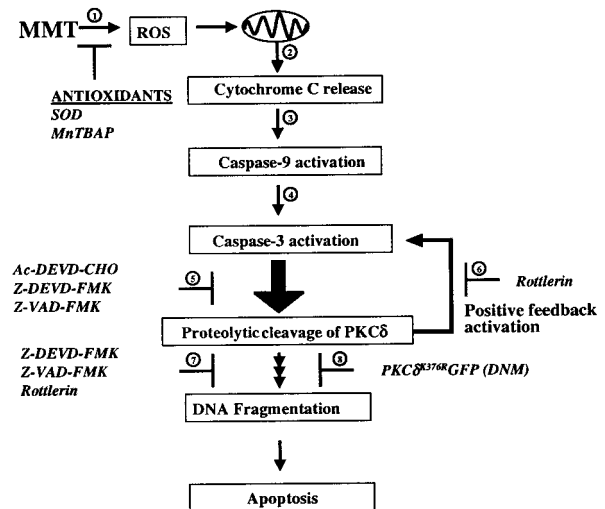 MMT
①
ROS
②
ANTIOXIDANTS
SOD
MnTBAP
Cytochrome C release
③
Caspase-9 activation
④
Caspase-3 activation
Ac-DEVD-CHO
Z-DEVD-FMK
Z-VAD-FMK
⑤
⑥
Rottlerin
Positive feedback
activation
Proteolytic cleavage of PKCδ
Z-DEVD-FMK
Z-VAD-FMK
Rottlerin
⑦
⑧
PKCδK376RGFP (DNM)
DNA Fragmentation
Apoptosis